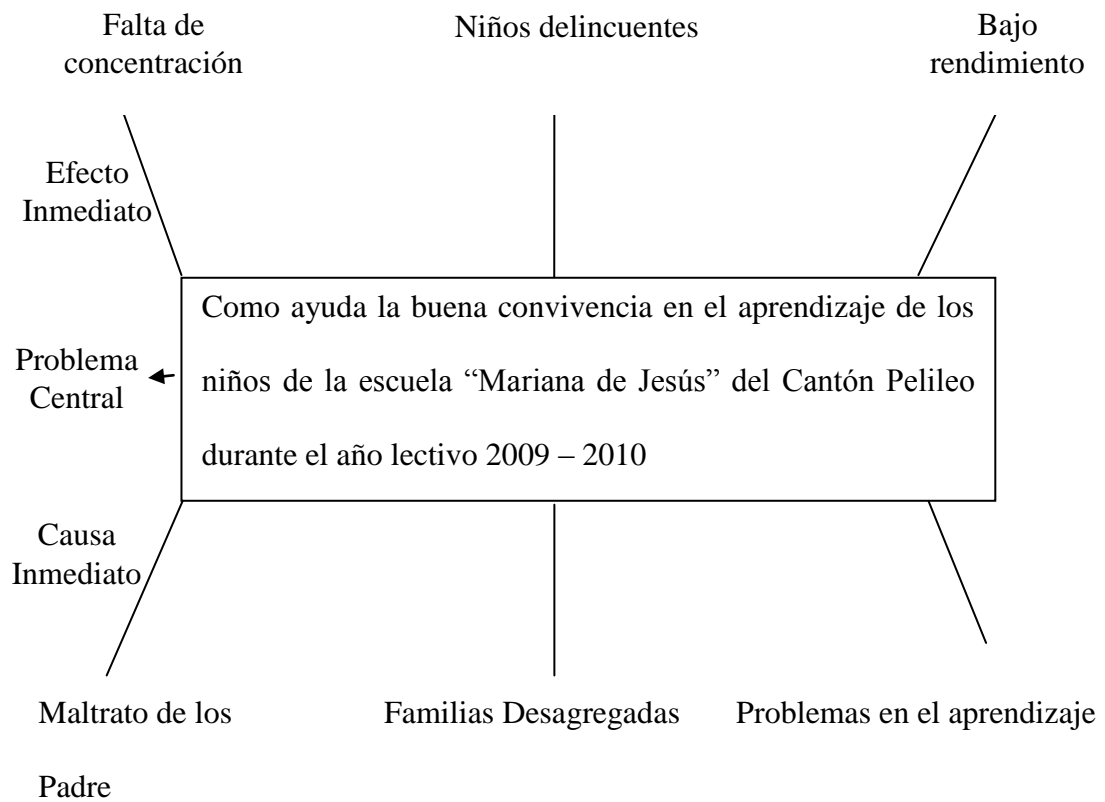 Falta de
concentración
Niños delincuentes
Bajo
rendimiento
Efecto
Inmediato
Como ayuda la buena convivencia en el aprendizaje de los
niños de la escuela “Mariana de Jesús” del Cantón Pelileo
durante el año lectivo 2009 – 2010
Problema
Central
Causa
Inmediato
Maltrato de los
Padre
Familias Desagregadas
Problemas en el aprendizaje